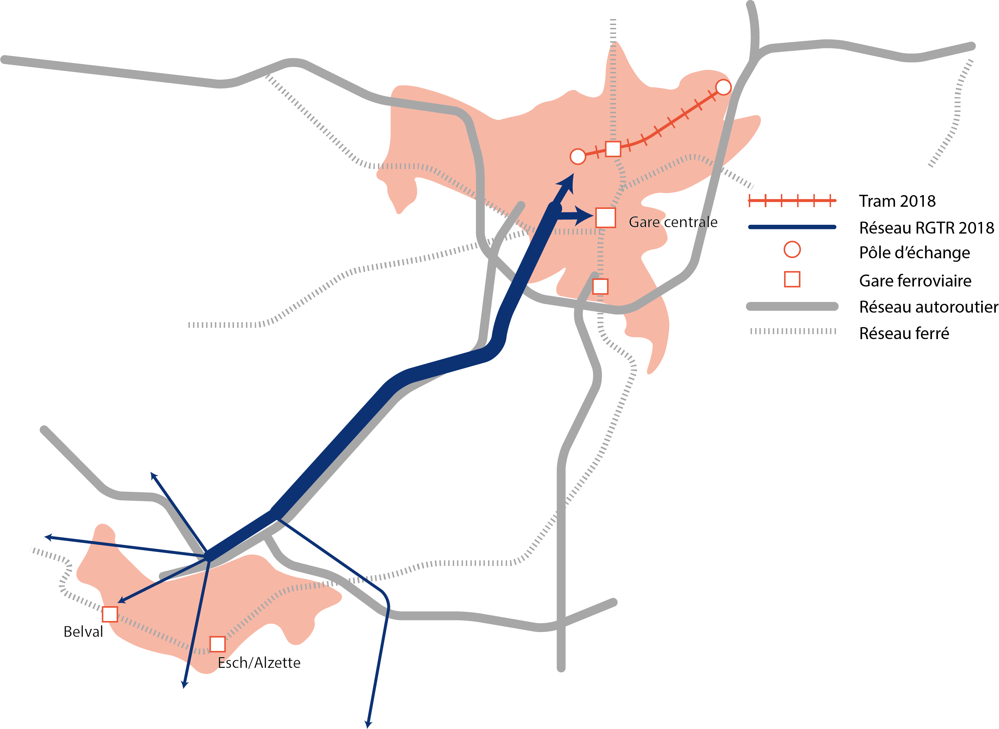 Tram 2018
Réseau RGTR 2018
Gare centrale
Pôle d'échange
Gare ferroviaire
Réseau autoroutier
Réseau ferré
Belval
Esch/Alzette